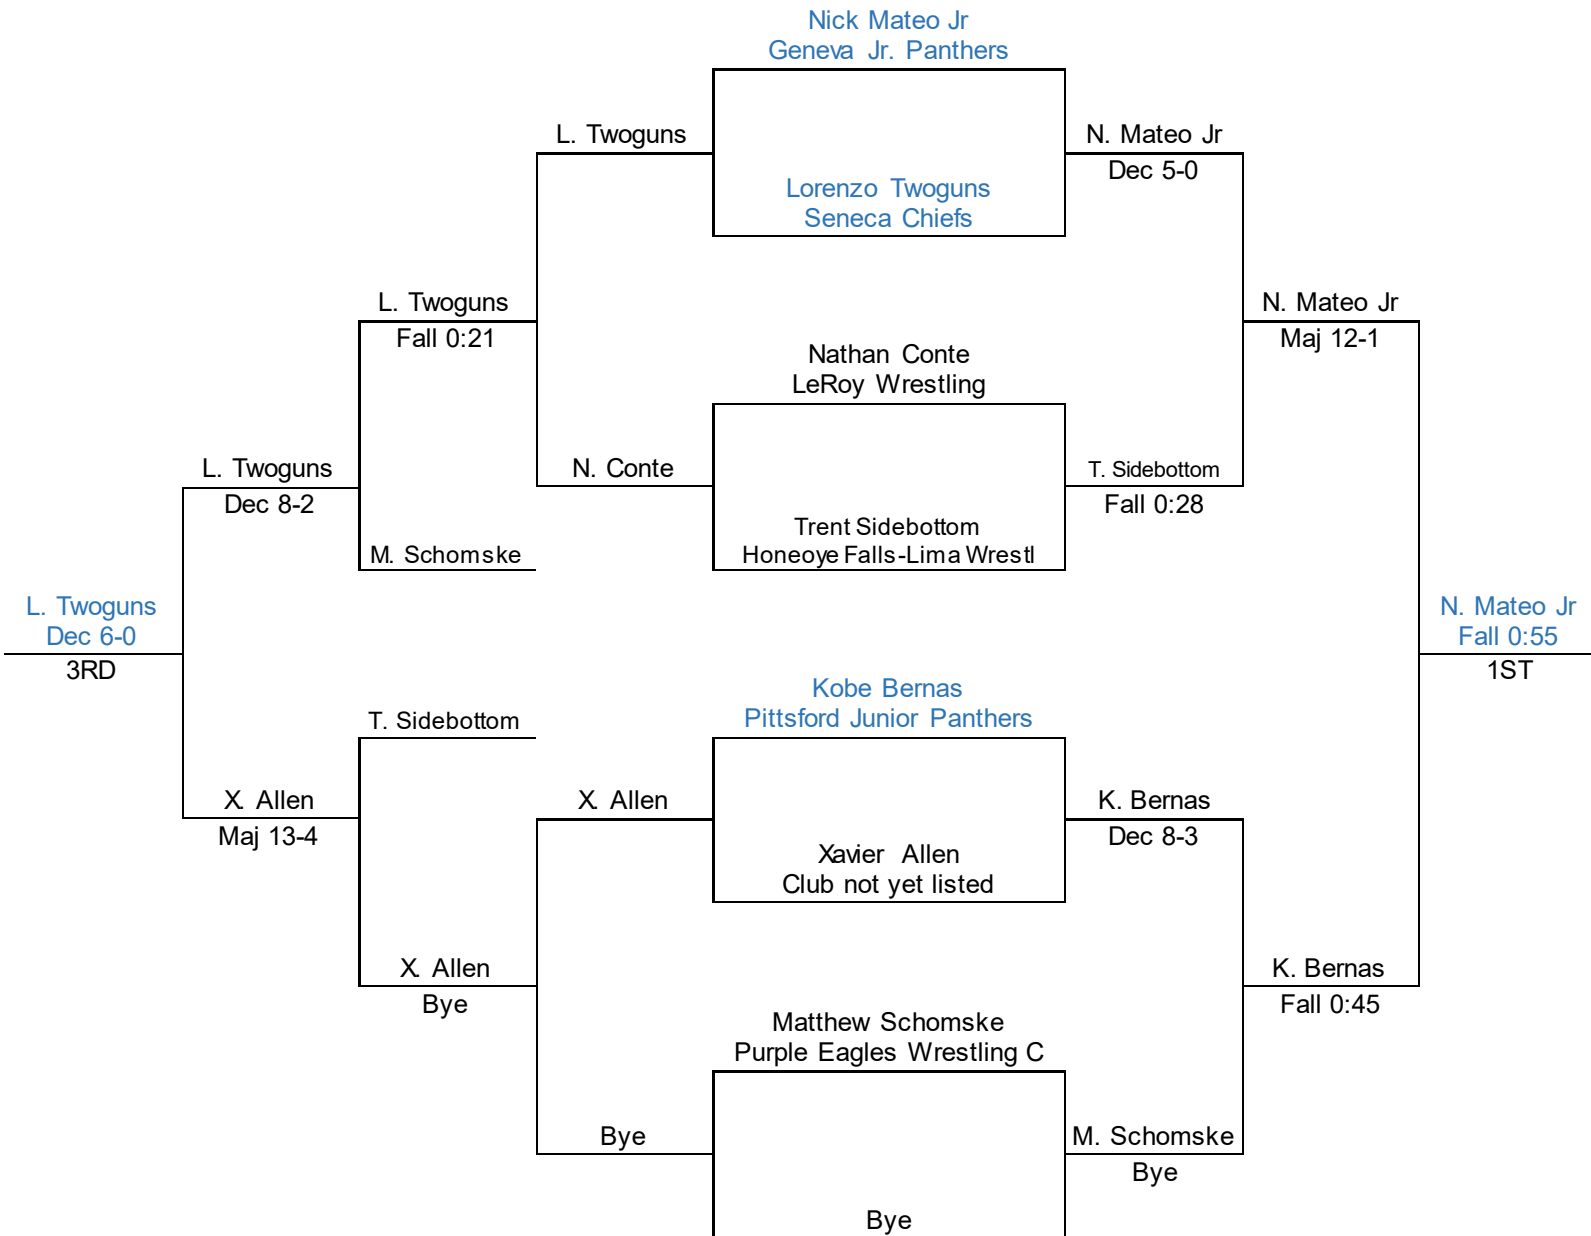 Nick Mateo Jr
Geneva Jr. Panthers
L. Twoguns
N. Mateo Jr
Dec 5-0
Lorenzo Twoguns
Seneca Chiefs
L. Twoguns
Fall 0:21
N. Mateo Jr
Maj 12-1
Nathan Conte
LeRoy Wrestling
L. Twoguns
Dec 8-2
N. Conte
T. Sidebottom
Fall 0:28
M. Schomske
Trent Sidebottom
Honeoye Falls-Lima Wrestl
L. Twoguns
Dec 6-0
3RD
N. Mateo Jr
Fall 0:55
1ST
Kobe Bernas
Pittsford Junior Panthers
T. Sidebottom
X. Allen
Maj 13-4
X. Allen
K. Bernas
Dec 8-3
Xavier Allen
Club not yet listed
X. Allen
Bye
K. Bernas
Fall 0:45
Matthew Schomske
Purple Eagles Wrestling C
Bye
M. Schomske
Bye
Bye